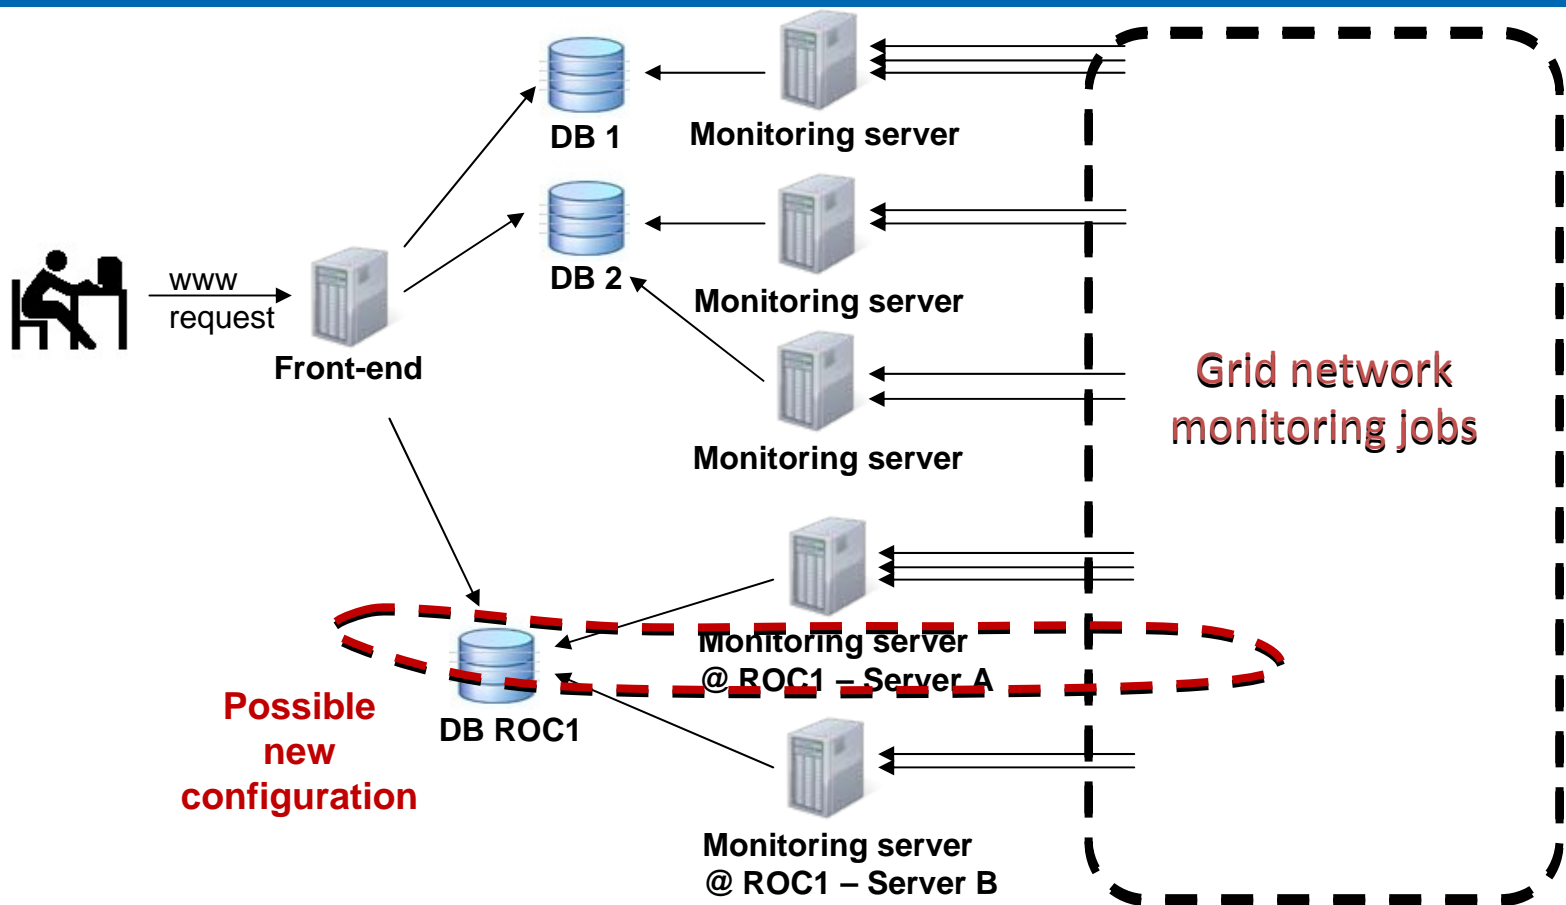 DB 1
Monitoring server
DB 2
Monitoring server
www
request
Front-end
Monitoring server
Grid network
monitoring jobs
Monitoring server
@ ROC1 – Server A
DB ROC1
Possible
new
configuration
Monitoring server
@ ROC1 – Server B